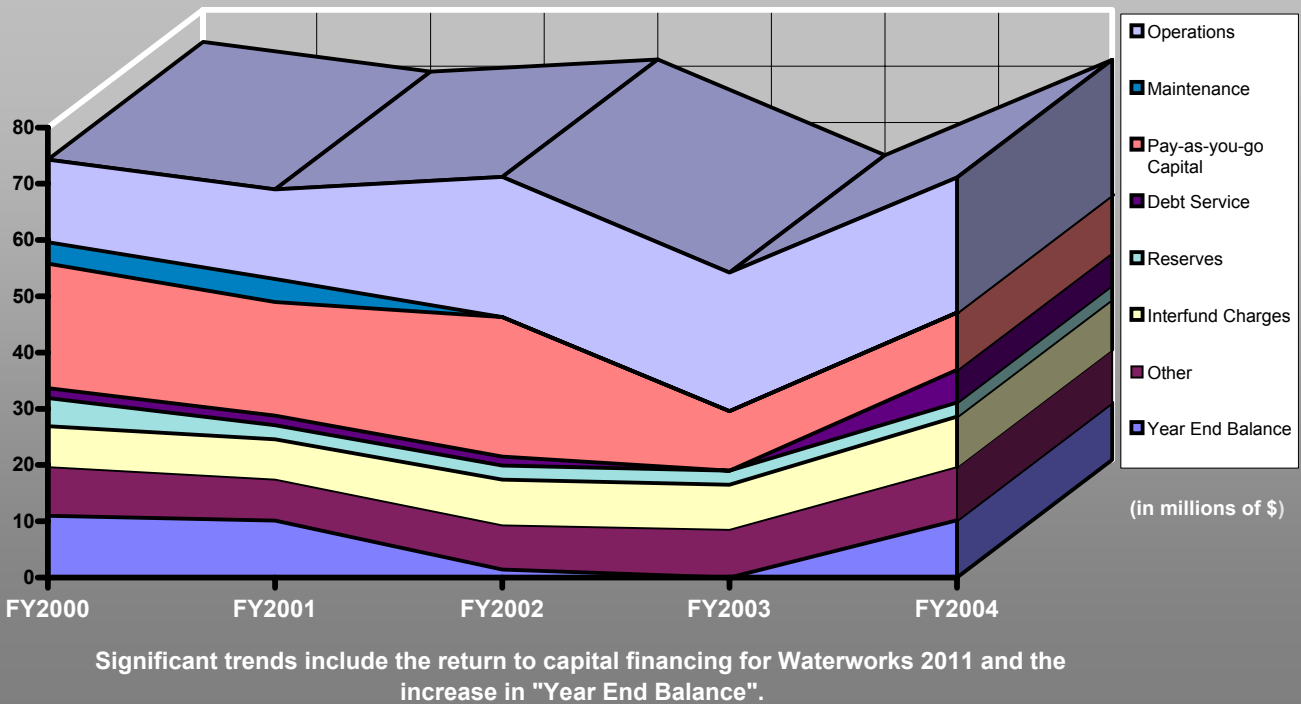 80
70
60
50
40
30
20
10
0
FY2000 FY2001 FY2002 FY2003 FY2004
Operations
Maintenance
Pay-as-you-go
Capital
Debt Service
Reserves
Interfund Charges
Other
Year End Balance
(in millions of $)
Significant trends include the return to capital financing for Waterworks 2011 and the
increase in "Year End Balance".